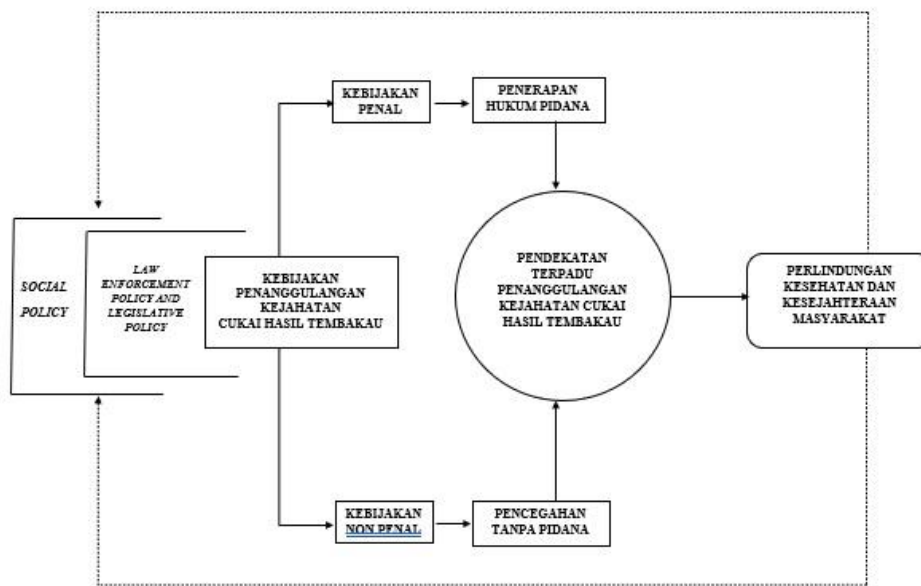 KEBIJAKAN
PENAL
PENERAPAN
HUKUM PIDANA
SOCIAL
POLICY
LAW
ENFORCEMENT
POLICY AND
LEGISLATIVE
POLICY
KEBIJAKAN
PENANGGULANGAN
KEJAHATAN
CUKAI HASIL TEMBAKAU
PENDEKATAN
TERPADU
PENANGGULANGAN
KEJAHATAN CUKAI
HASIL TEMBAKAU
PERLINDUNGAN
KESEHATAN DAN
KESEJAHTERAAN
MASYARAKAT
KEBIJAKAN
NON PENAL
PENCEGAHAN
TANPA PIDANA